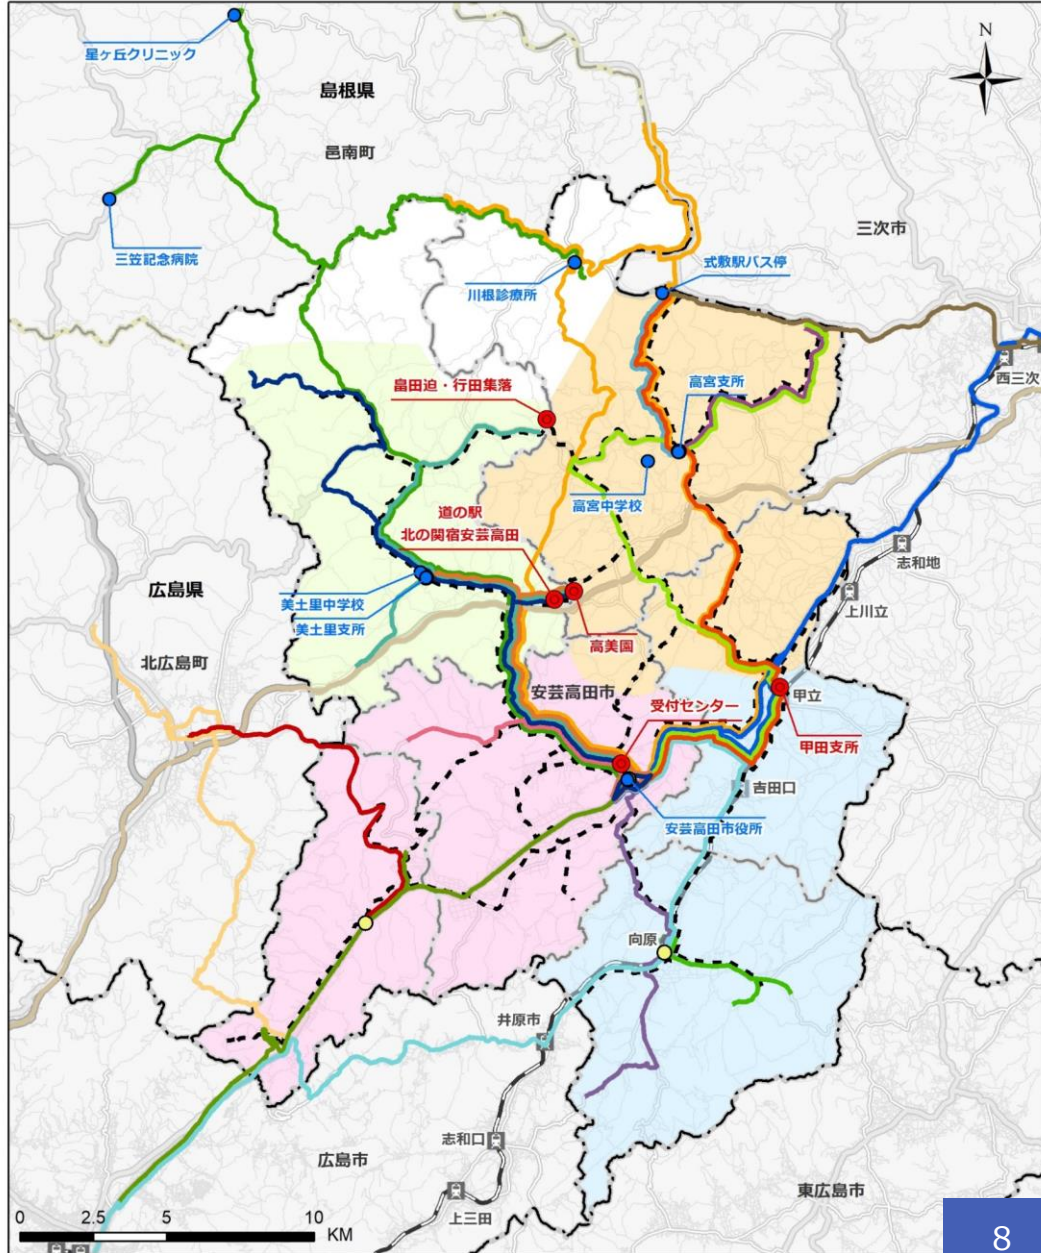 星ヶ丘クリニック
N
島根県
邑南町
三次市
三笠記念病院
川根診療所
式敷駅バス停
西三次
畠田迫・行田集落
高宮支所
高宮中学校
道の駅
北の関宿安芸高田
志和地
広島県
美土里中学校
美土里支所
上川立
高美園
北広島町
安芸高田市
受付センター
甲立
甲田支所
吉田口
安芸高田市役所
向原
井原市
志和口
広島市
東広島市
上三田
0 2.5 5 10
KM
8